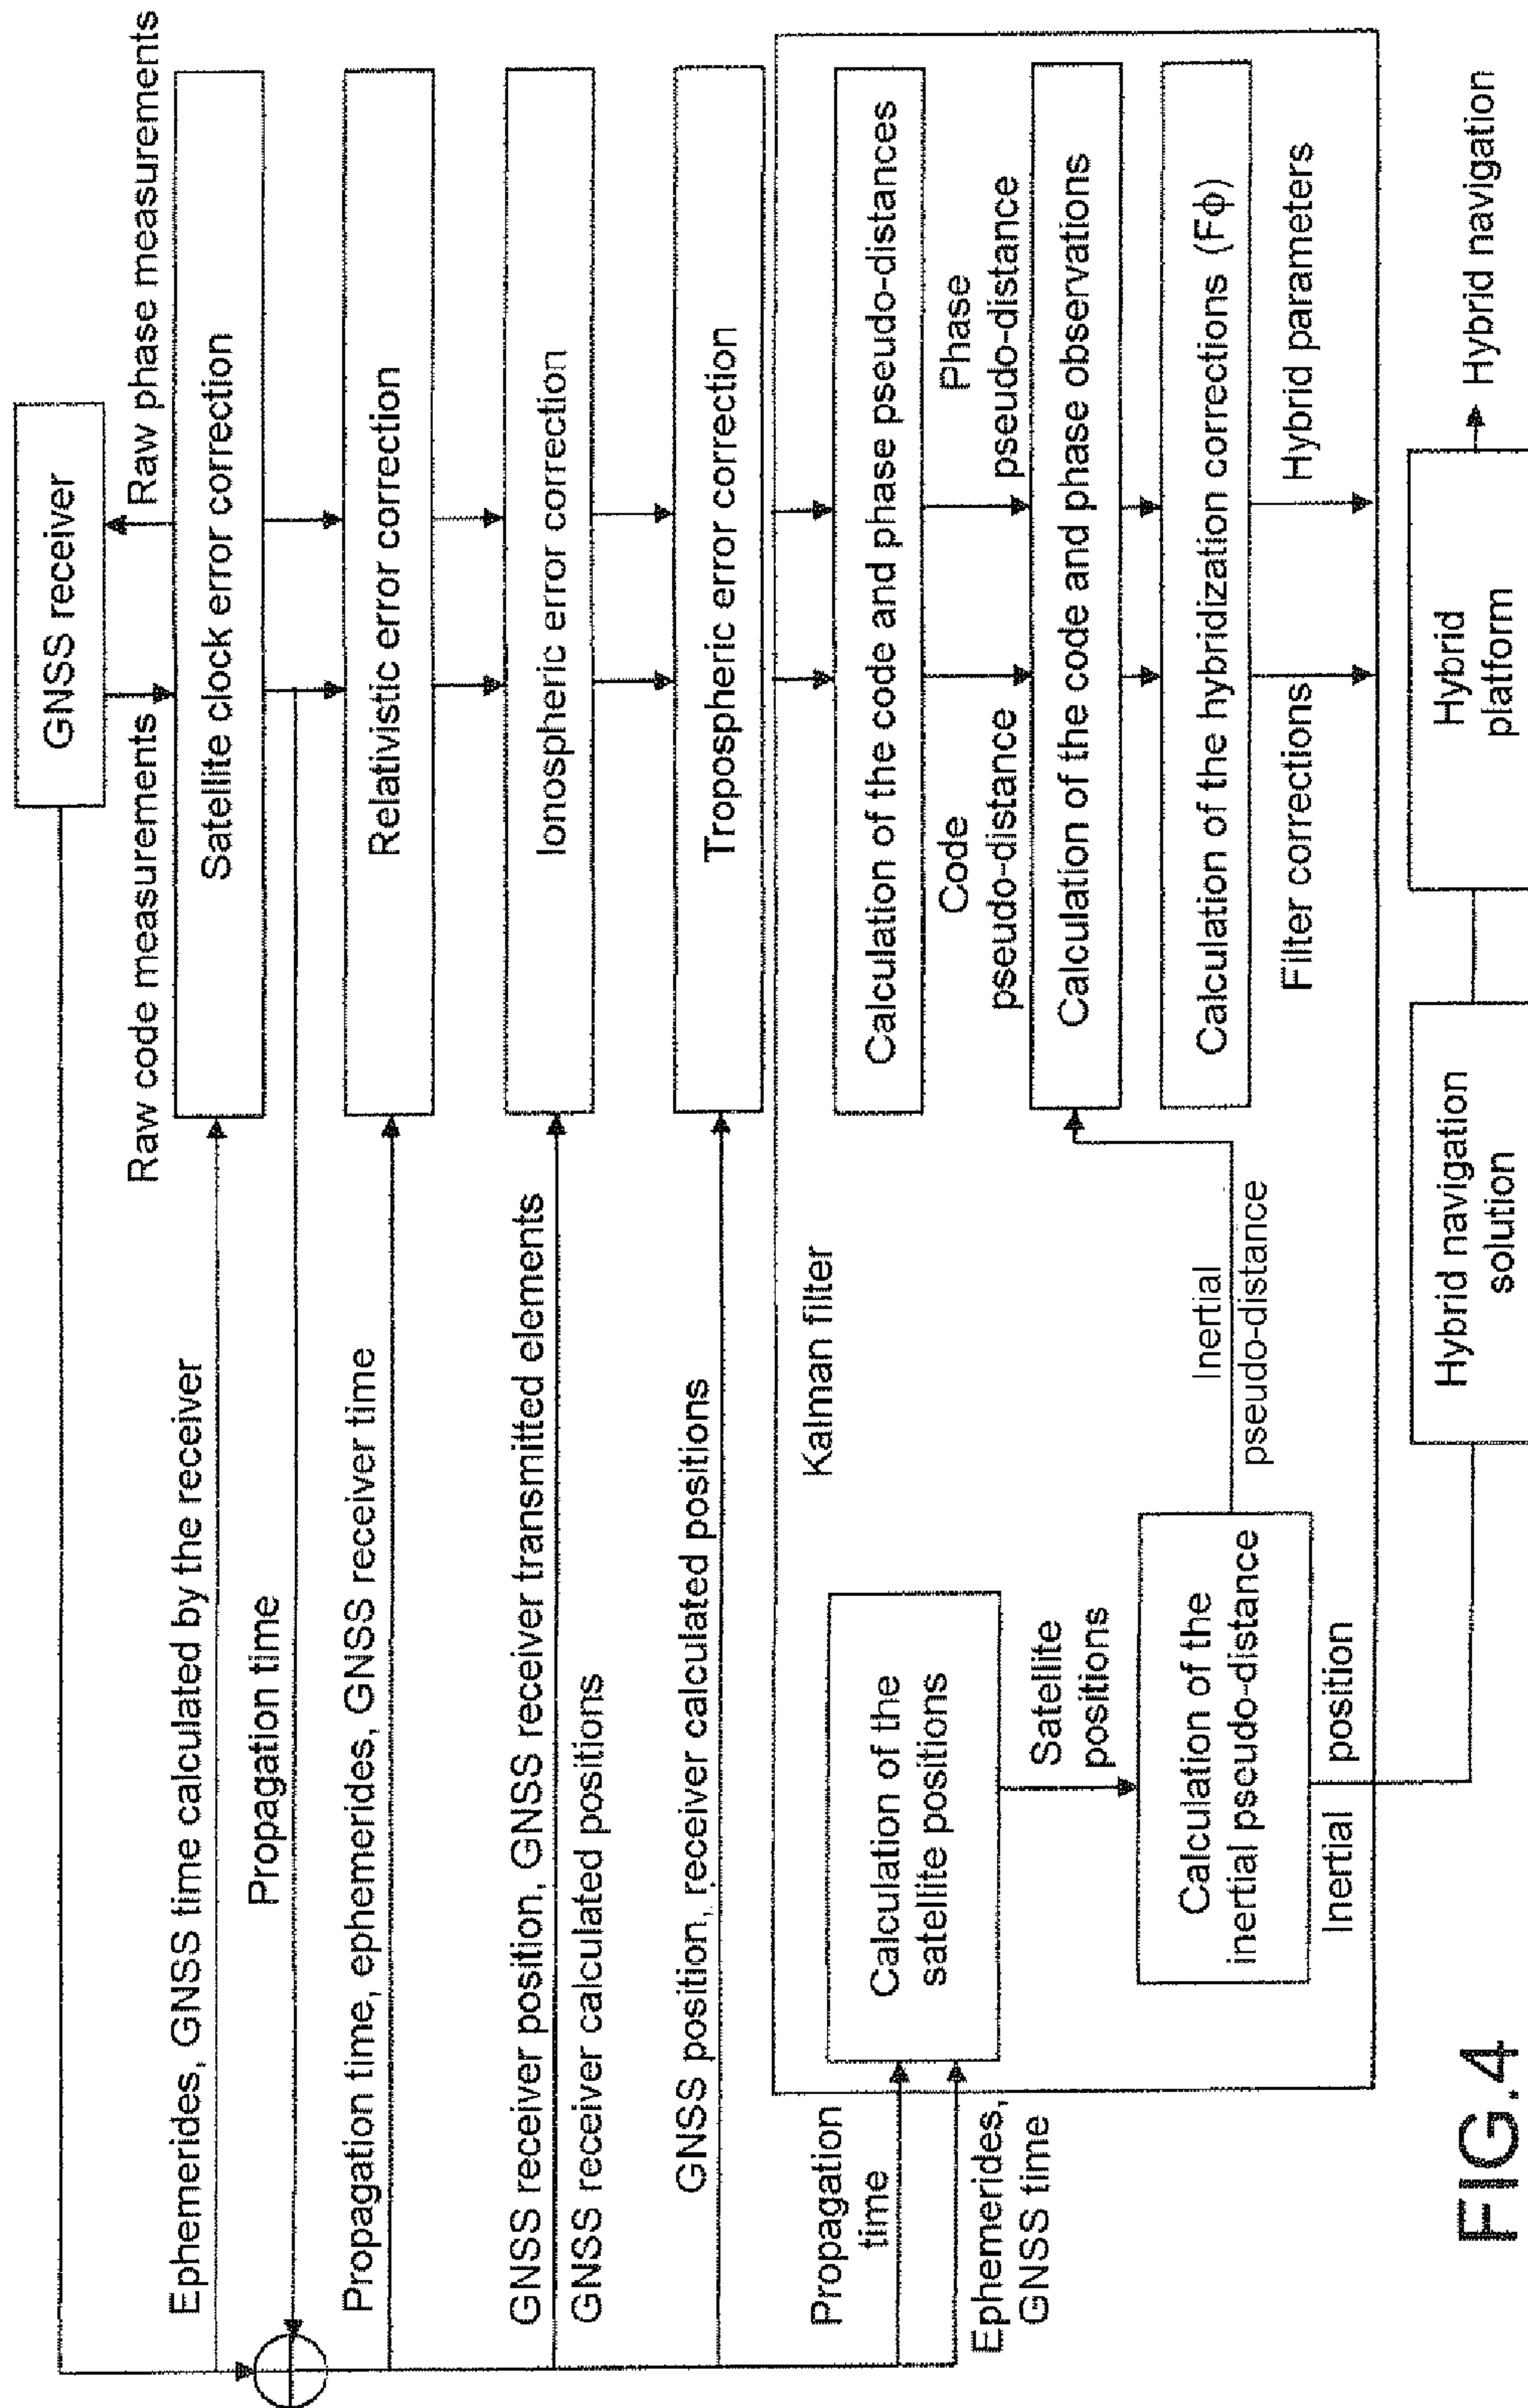 GNSS receiver
Raw code measurements
Raw phase measurements
Ephemerides, GNSS time calculated by the receiver
Satellite clock error correction
Propagation time
Propagation time, ephemerides, GNSS receiver time
Relativistic error correction
GNSS receiver position, GNSS receiver transmitted elements
GNSS receiver calculated positions
Ionospheric error correction
GNSS position, receiver calculated positions
Tropospheric error correction
Kalman filter
Propagation
time
Ephemerides,
GNSS time
Calculation of the
satellite positions
Satellite
positions
Calculation of the
inertial pseudo-distance
Inertial
position
Inertial
pseudo-distance
Calculation of the code and phase pseudo-distances
Code
pseudo-distance
Phase
pseudo-distance
Calculation of the code and phase observations
Calculation of the hybridization corrections (Fϕ)
Filter corrections
Hybrid parameters
Hybrid navigation
solution
Hybrid
platform
Hybrid navigation
FIG.4